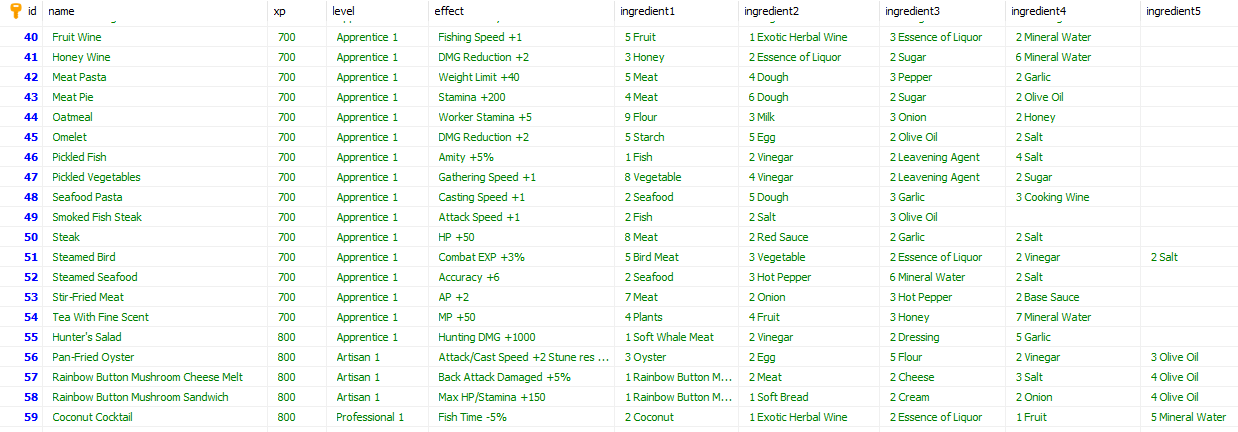 id name xp level effect ingredient1 ingredient2 ingredient3 ingredient4 ingredient5
40 Fruit Wine 700 Apprentice 1 Fishing Speed +1 5 Fruit 1 Exotic Herbal Wine 3 Essence of Liquor 2 Mineral Water
41 Honey Wine 700 Apprentice 1 DMG Reduction +2 3 Honey 2 Essence of Liquor 2 Sugar 6 Mineral Water
42 Meat Pasta 700 Apprentice 1 Weight Limit +40 5 Meat 4 Dough 3 Pepper 2 Garlic
43 Meat Pie 700 Apprentice 1 Stamina +200 4 Meat 6 Dough 2 Sugar 2 Olive Oil
44 Oatmeal 700 Apprentice 1 Worker Stamina +5 9 Flour 3 Milk 3 Onion 2 Honey
45 Omelet 700 Apprentice 1 DMG Reduction +2 5 Starch 5 Egg 2 Olive Oil 2 Salt
46 Pickled Fish 700 Apprentice 1 Amity +5% 1 Fish 2 Vinegar 2 Leavening Agent 4 Salt
47 Pickled Vegetables 700 Apprentice 1 Gathering Speed +1 8 Vegetable 4 Vinegar 2 Leavening Agent 2 Sugar
48 Seafood Pasta 700 Apprentice 1 Casting Speed +1 2 Seafood 5 Dough 3 Garlic 3 Cooking Wine
49 Smoked Fish Steak 700 Apprentice 1 Attack Speed +1 2 Fish 2 Salt 3 Olive Oil
50 Steak 700 Apprentice 1 HP +50 8 Meat 2 Red Sauce 2 Garlic 2 Salt
51 Steamed Bird 700 Apprentice 1 Combat EXP +3% 5 Bird Meat 3 Vegetable 2 Essence of Liquor 2 Vinegar 2 Salt
52 Steamed Seafood 700 Apprentice 1 Accuracy +6 2 Seafood 3 Hot Pepper 6 Mineral Water 2 Salt
53 Stir-Fried Meat 700 Apprentice 1 AP +2 7 Meat 2 Onion 3 Hot Pepper 2 Base Sauce
54 Tea With Fine Scent 700 Apprentice 1 MP +50 4 Plants 4 Fruit 3 Honey 7 Mineral Water
55 Hunter's Salad 800 Apprentice 1 Hunting DMG +1000 1 Soft Whale Meat 2 Vinegar 2 Dressing 5 Garlic
56 Pan-Fried Oyster 800 Artisan 1 Attack/Cast Speed +2 Stune res ... 3 Oyster 2 Egg 5 Flour 2 Vinegar 3 Olive Oil
57 Rainbow Button Mushroom Cheese Melt 800 Artisan 1 Back Attack Damaged +5% 1 Rainbow Button M... 2 Meat 2 Cheese 3 Salt 4 Olive Oil
58 Rainbow Button Mushroom Sandwich 800 Artisan 1 Max HP/Stamina +150 1 Rainbow Button M... 1 Soft Bread 2 Cream 2 Onion 4 Olive Oil
59 Coconut Cocktail 800 Professional 1 Fish Time -5% 2 Coconut 1 Exotic Herbal Wine 2 Essence of Liquor 1 Fruit 5 Mineral Water